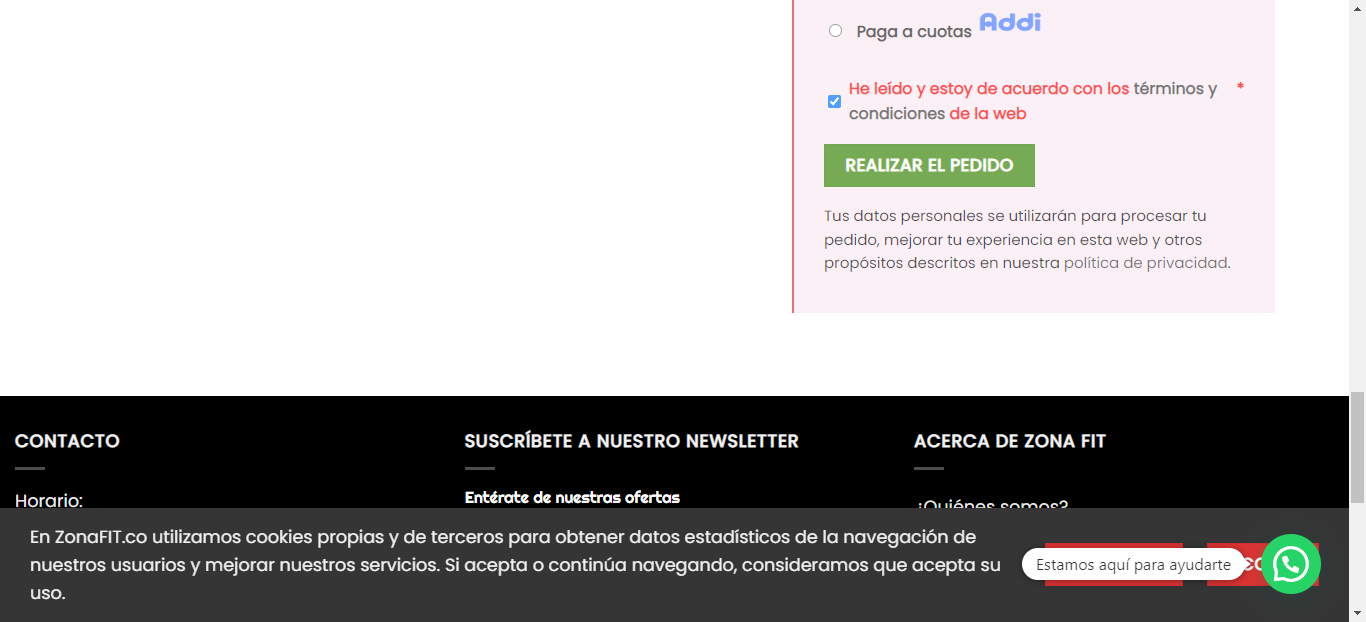 Paga a cuotas Addi
He leído y estoy de acuerdo con los términos y *
condiciones de la web
REALIZAR EL PEDIDO
Tus datos personales se utilizarán para procesar tu
pedido, mejorar tu experiencia en esta web y otros
propósitos descritos en nuestra política de privacidad.
CONTACTO
Horario:
SUSCRÍBETE A NUESTRO NEWSLETTER
Entérate de nuestras ofertas
ACERCA DE ZONA FIT
¿Quiénes somos?
En ZonaFIT.co utilizamos cookies propias y de terceros para obtener datos estadísticos de la navegación de
nuestros usuarios y mejorar nuestros servicios. Si acepta o continúa navegando, consideramos que acepta su
uso.
Estamos aquí para ayudarte